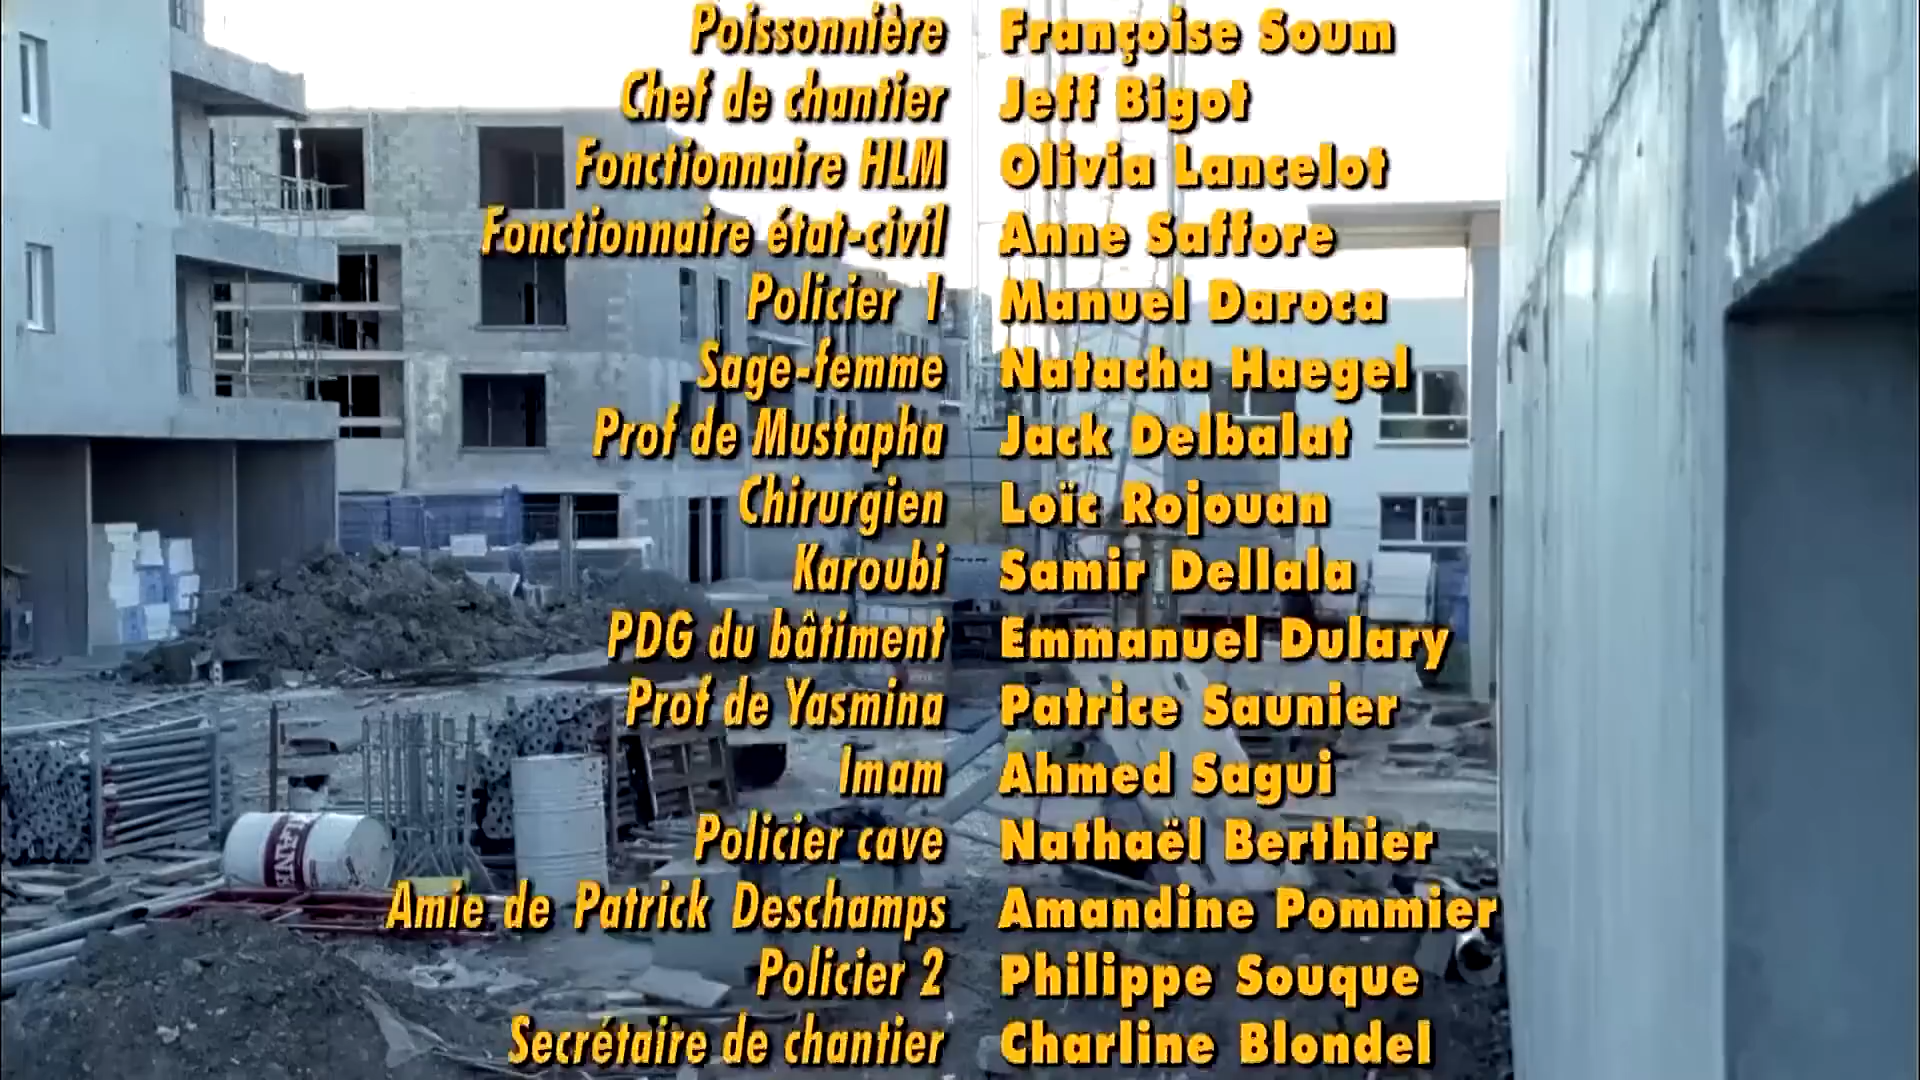 Poissonnière Françoise Soum
Chef de chantier Jeff Bigot
Fonctionnaire HLM Olivia Lancelot
Fonctionnaire état-civil Anne Saffore
Policier 1 Manuel Daroca
Sage-femme Natacha Haegel
Prof de Mustapha Jack Delbalat
Chirurgien Loïc Rojouan
Karoubi Samir Dellala
PDG du bâtiment Emmanuel Dulary
Prof de Yasmina Patrice Saunier
Imam Ahmed Sagui
Policier cave Nathaël Berthier
Amie de Patrick Deschamps Amandine Pommier
Policier 2 Philippe Souque
Secrétaire de chantier Charline Blondel